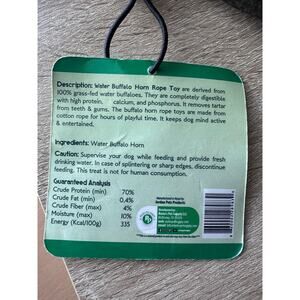 Description: Water Buffalo Horn Rope Toy are derived from
100% grass-fed water buffaloes. They are completely digestible
with high protein, calcium, and phosphorus. It removes tartar
from teeth & gums. The buffalo horn rope toys are made from
cotton rope for hours of playful time. It keeps dog mind active
& entertained.
Ingredients: Water Buffalo Horn
Caution: Supervise your dog while feeding and provide fresh
drinking water. In case of splintering or sharp edges, discontinue
feeding. This treat is not for human consumption.
Guaranteed Analysis
Crude Protein (min) 70%
Crude Fat (min) 0,4%
Crude Fiber (max) 4%
Moisture (max) 10%
Energy (Kcal/100g) 335